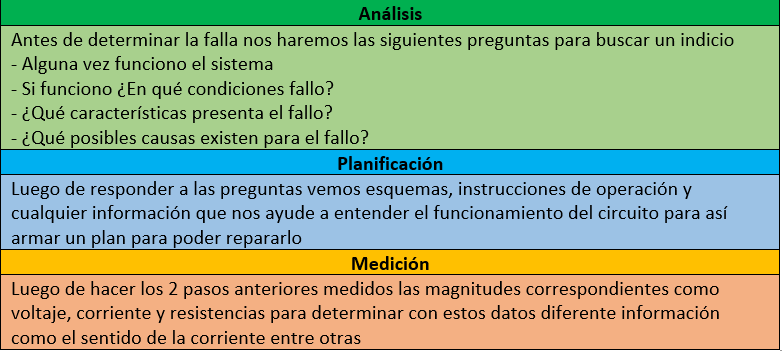 Análisis
Antes de determinar la falla nos haremos las siguientes preguntas para buscar un indicio
- Alguna vez funciono el sistema
- Si funciono ¿En qué condiciones fallo?
- ¿Qué características presenta el fallo?
- ¿Qué posibles causas existen para el fallo?
Planificación
Luego de responder a las preguntas vemos esquemas, instrucciones de operación y
cualquier información que nos ayude a entender el funcionamiento del circuito para así
armar un plan para poder repararlo
Medición
Luego de hacer los 2 pasos anteriores medidos las magnitudes correspondientes como
voltaje, corriente y resistencias para determinar con estos datos diferente información
como el sentido de la corriente entre otras